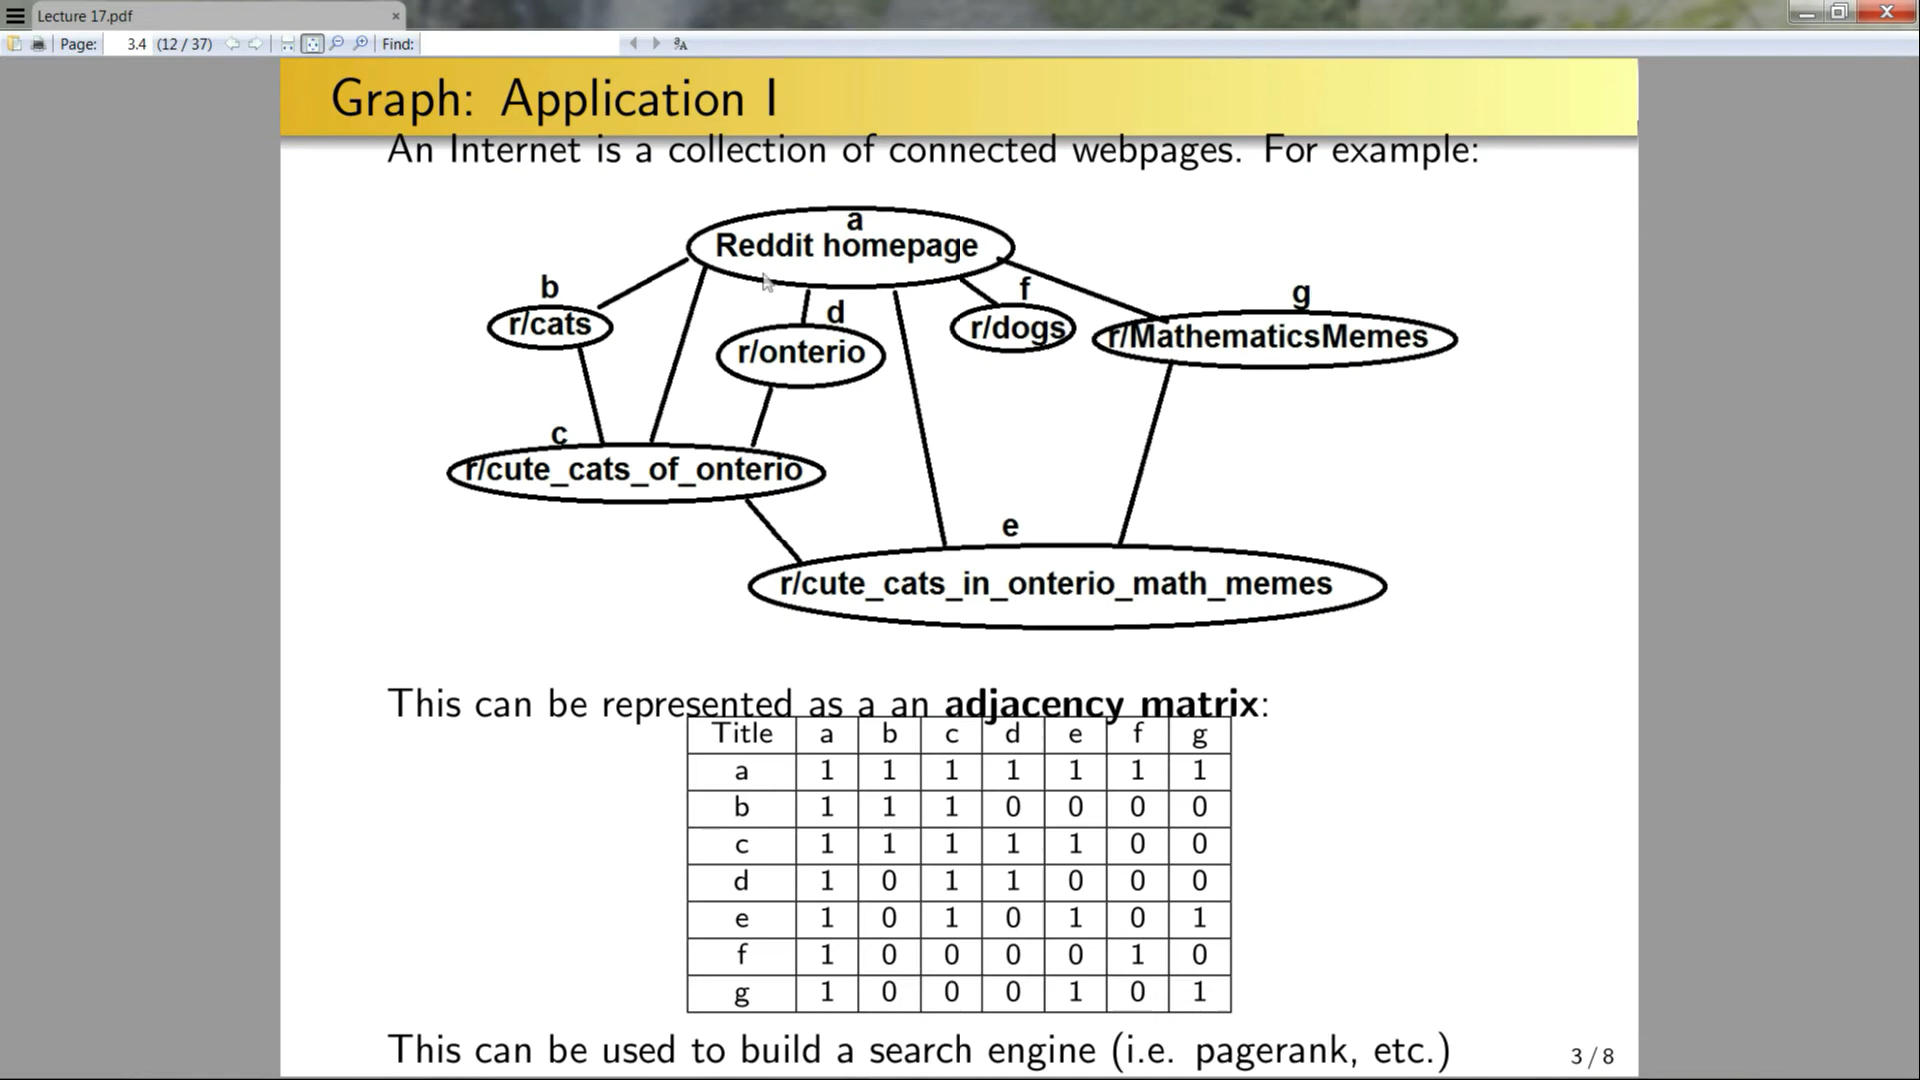 Lecture 17.pdf
Page: 3.4 (12 / 37) Find:
Graph: Application I
An Internet is a collection of connected webpages. For example:
a
Reddit homepage
b
r/cats
d
r/onterio
f
r/dogs
g
r/MathematicsMemes
c
r/cute_cats_of_onterio
e
r/cute_cats_in_onterio_math_memes
This can be represented as a an adjacency matrix:
Title a b c d e f g
a 1 1 1 1 1 1 1
b 1 1 1 0 0 0 0
c 1 1 1 1 1 0 0
d 1 0 1 1 0 0 0
e 1 0 1 0 1 0 1
f 1 0 0 0 0 1 0
g 1 0 0 0 1 0 1
This can be used to build a search engine (i.e. pagerank, etc.)
3 / 8